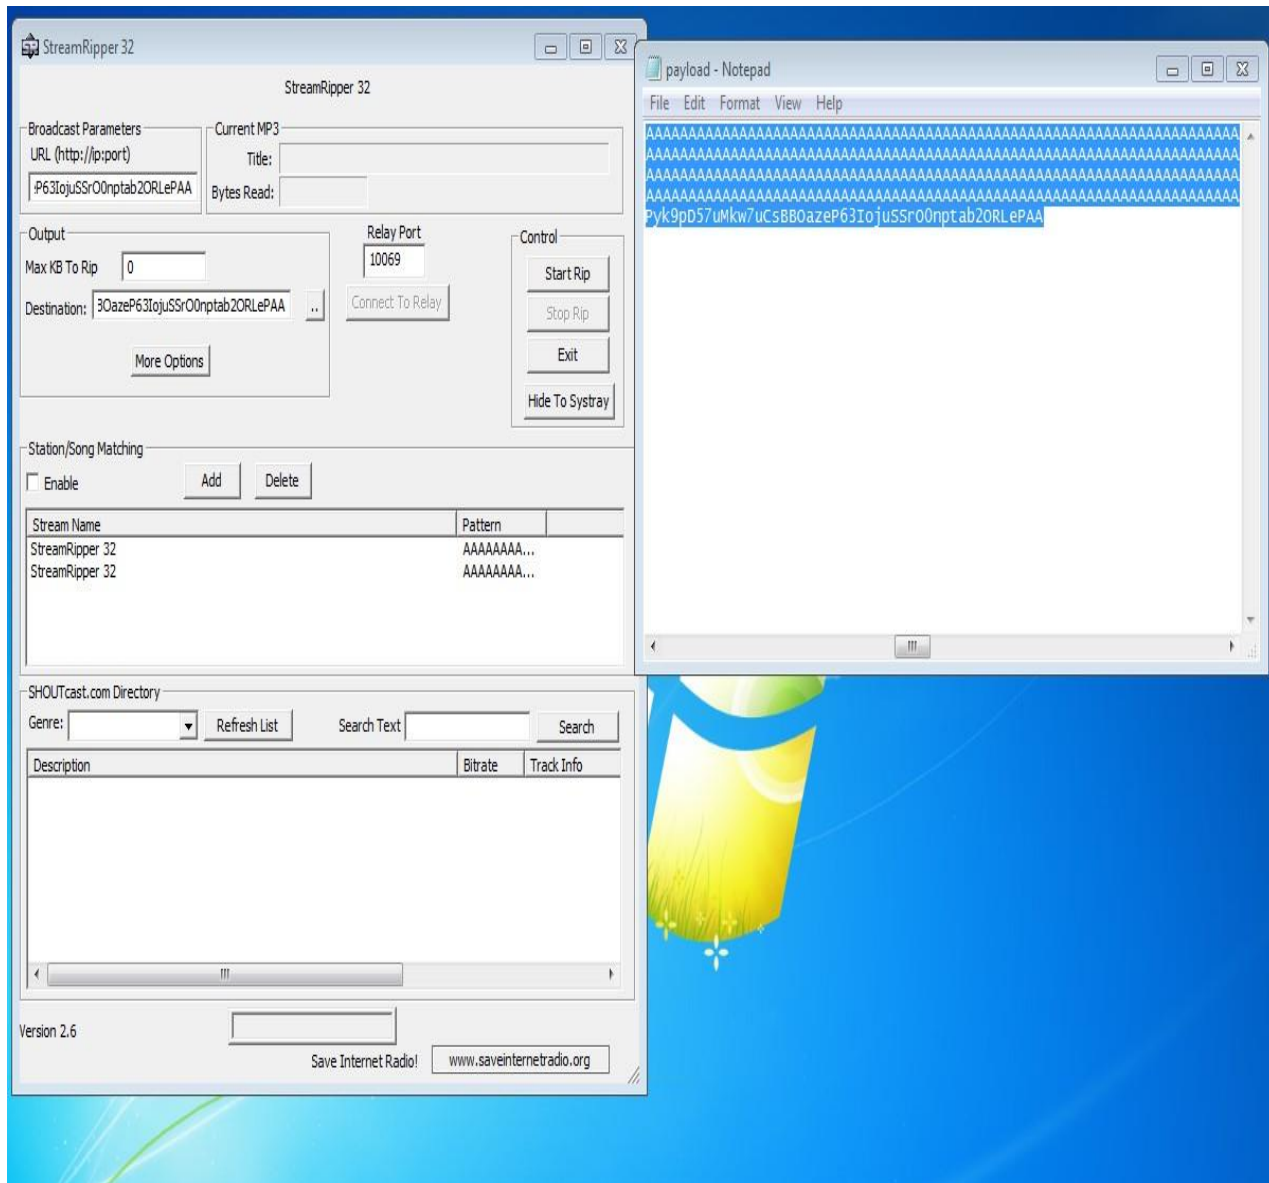 StreamRipper 32
StreamRipper 32
Broadcast Parameters
URL (http://ip:port)
P63IojuSSrO0nptab2ORLePAA
Current MP3
Title:
Bytes Read:
Output
Max KB To Rip 0
Destination: 3OazeP63IojuSSrO0nptab2ORLePAA ..
More Options
Relay Port
10069
Connect To Relay
Control
Start Rip
Stop Rip
Exit
Hide To Systray
Station/Song Matching
Enable Add Delete
Stream Name Pattern
StreamRipper 32 AAAAAAAA...
StreamRipper 32 AAAAAAAA...
SHOUTcast.com Directory
Genre: Refresh List Search Text Search
Description Bitrate Track Info
Version 2.6
Save Internet Radio! www.saveinternetradio.org
payload - Notepad
File Edit Format View Help
Pyk9pD57uMkw7uCsBBOazeP63IojuSSrO0nptab2ORLePAA